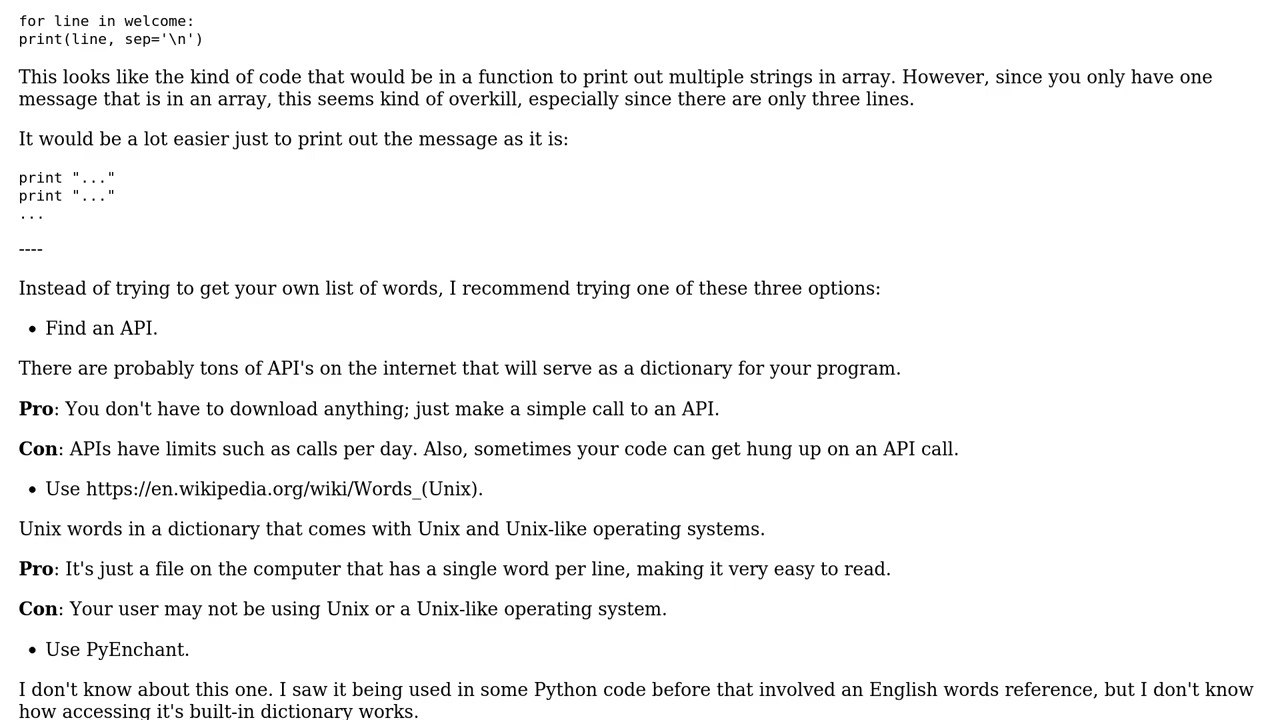 for line in welcome:
print(line, sep='\n')
This looks like the kind of code that would be in a function to print out multiple strings in array. However, since you only have one
message that is in an array, this seems kind of overkill, especially since there are only three lines.
It would be a lot easier just to print out the message as it is:
print "..."
print "..."
...
----
Instead of trying to get your own list of words, I recommend trying one of these three options:
• Find an API.
There are probably tons of API's on the internet that will serve as a dictionary for your program.
Pro: You don't have to download anything; just make a simple call to an API.
Con: APIs have limits such as calls per day. Also, sometimes your code can get hung up on an API call.
• Use https://en.wikipedia.org/wiki/Words_(Unix).
Unix words in a dictionary that comes with Unix and Unix-like operating systems.
Pro: It's just a file on the computer that has a single word per line, making it very easy to read.
Con: Your user may not be using Unix or a Unix-like operating system.
• Use PyEnchant.
I don't know about this one. I saw it being used in some Python code before that involved an English words reference, but I don't know
how accessing it's built-in dictionary works.